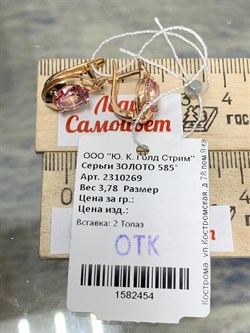 Самоцвет
ООО "Ю. К. Голд Стрим"
Серьги ЗОЛОТО 585°
Арт. 2310269
Вес 3,78 Размер
Цена за гр.:
Цена изд.:
Вставка: 2 Топаз
ОТК
1582454
Кострома, ул.Костромская, д.78 пом.9